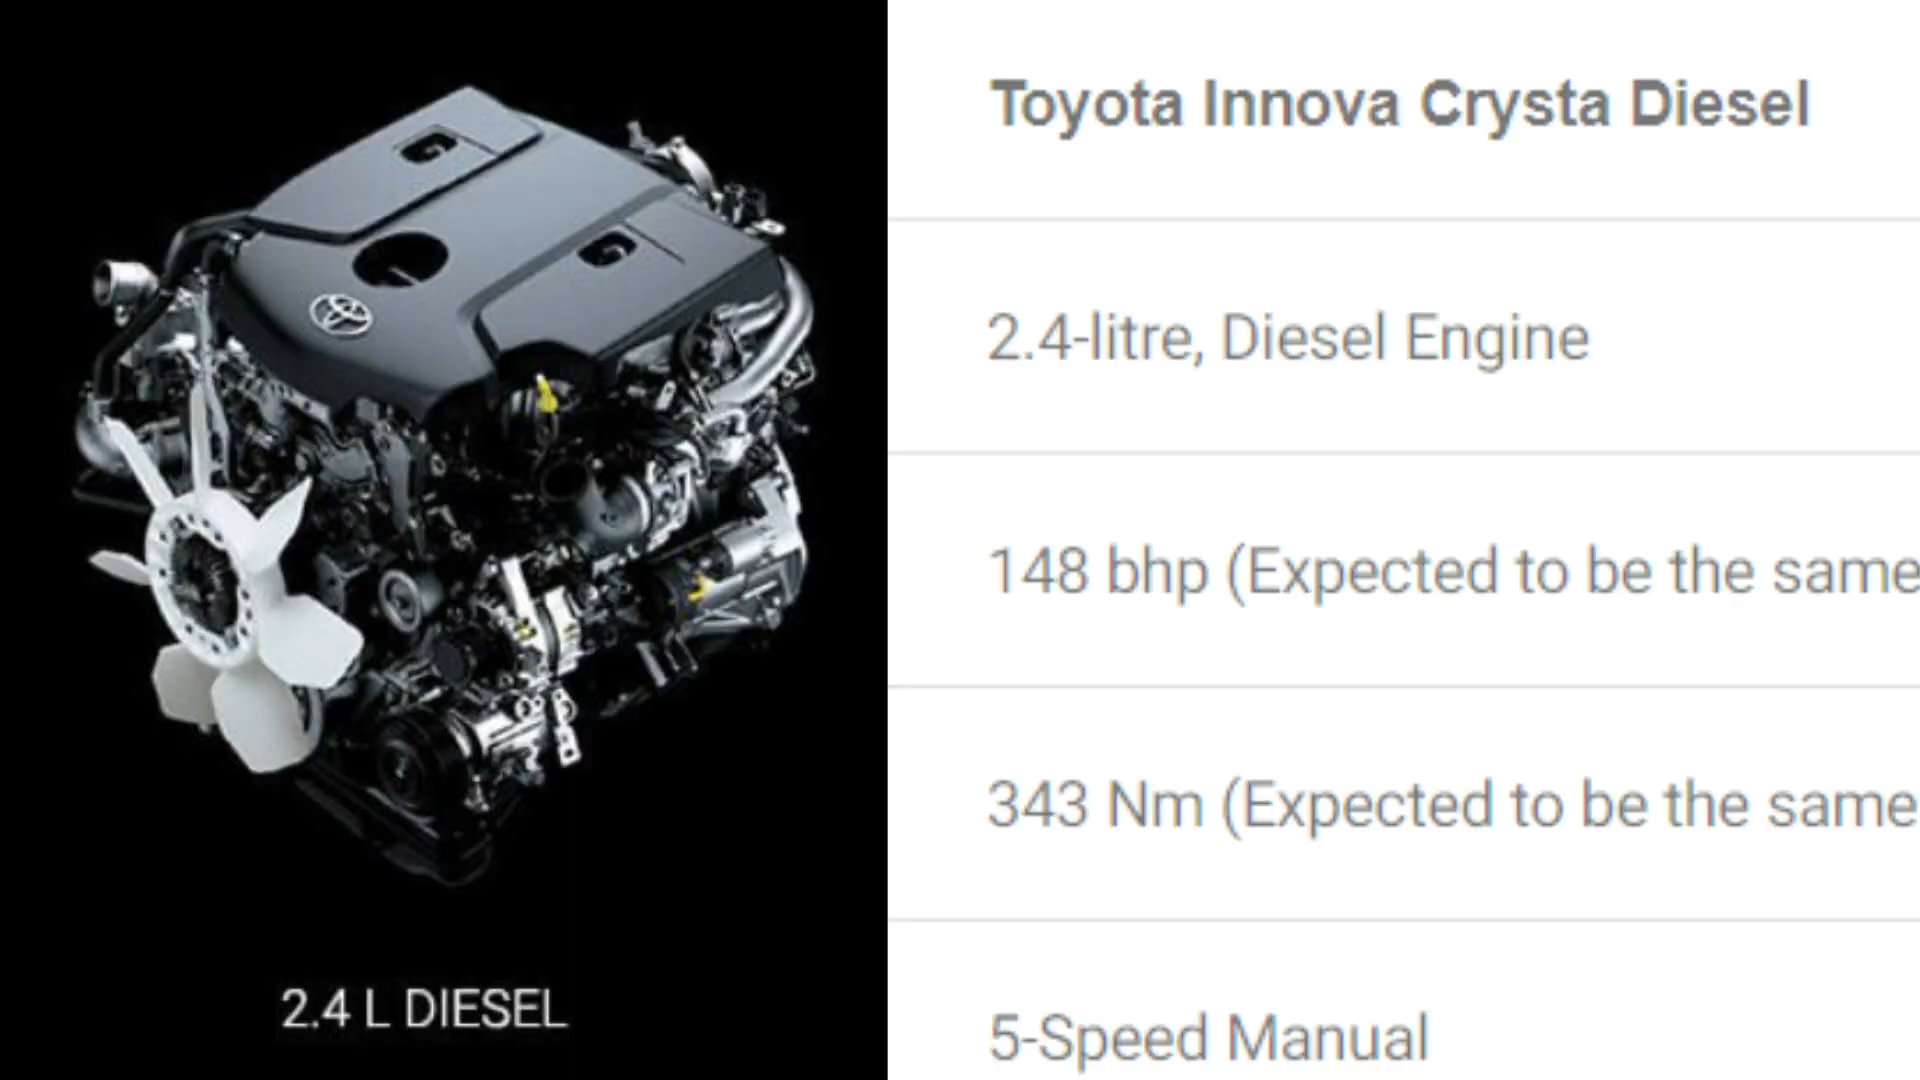 Toyota Innova Crysta Diesel
2.4-litre, Diesel Engine
148 bhp (Expected to be the same
343 Nm (Expected to be the same
5-Speed Manual
2.4 L DIESEL